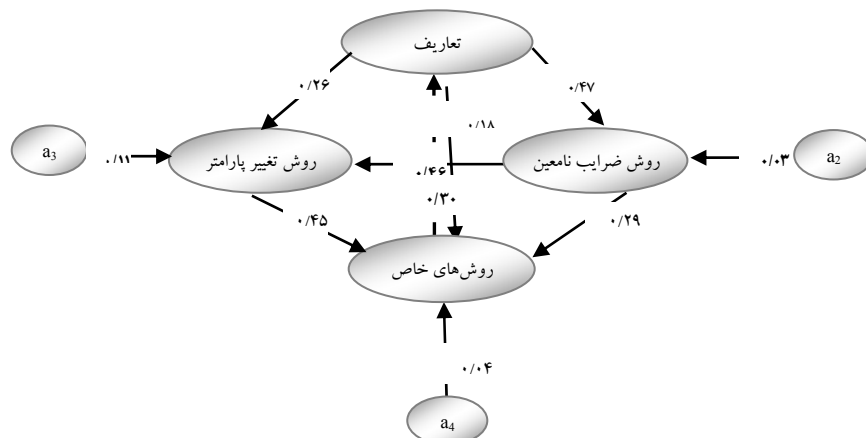 تعاریف
۰/۲۶
۰/۴۷
۰/۱۸
a3
۰/۱۱
روش تغییر پارامتر
۰/۴۶
روش ضرایب نامعین
۰/۰۳
a2
۰/۴۵
۰/۳۰
۰/۲۹
روش‌های خاص
۰/۰۴
a4